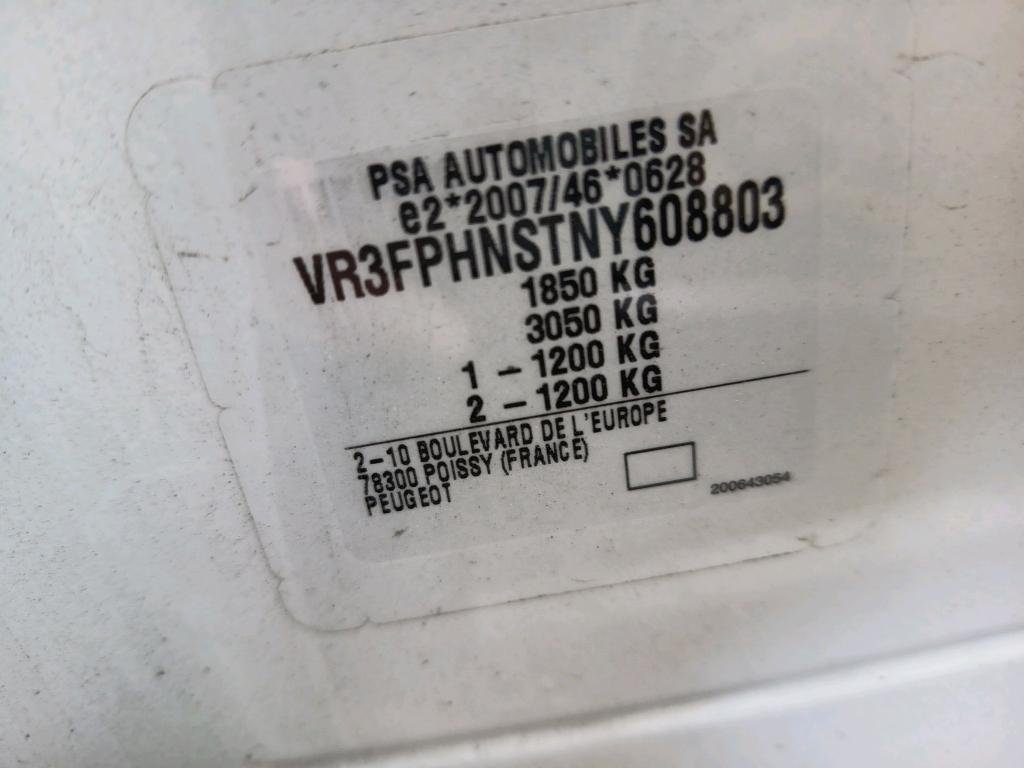 PSA AUTOMOBILES SA
e2*2007/46*0628
VR3FPHNSTNY608803
1850 KG
3050 KG
1 - 1200 KG
2 - 1200 KG
2-10 BOULEVARD DE L'EUROPE
78300 POISSY (FRANCE)
PEUGEOT
200643054